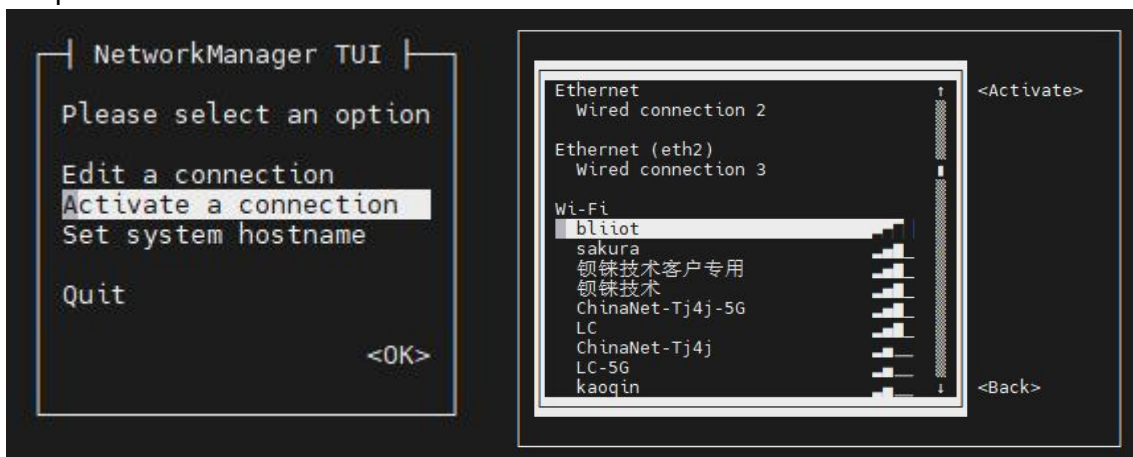 NetworkManager TUI
Please select an option
Edit a connection
Activate a connection
Set system hostname
Quit
<OK>
Ethernet
Wired connection 2
Ethernet (eth2)
Wired connection 3
Wi-Fi
bliiot
sakura
钡铼技术客户专用
钡铼技术
ChinaNet-Tj4j-5G
LC
ChinaNet-Tj4j
LC-5G
kaoqin
<Activate>
<Back>